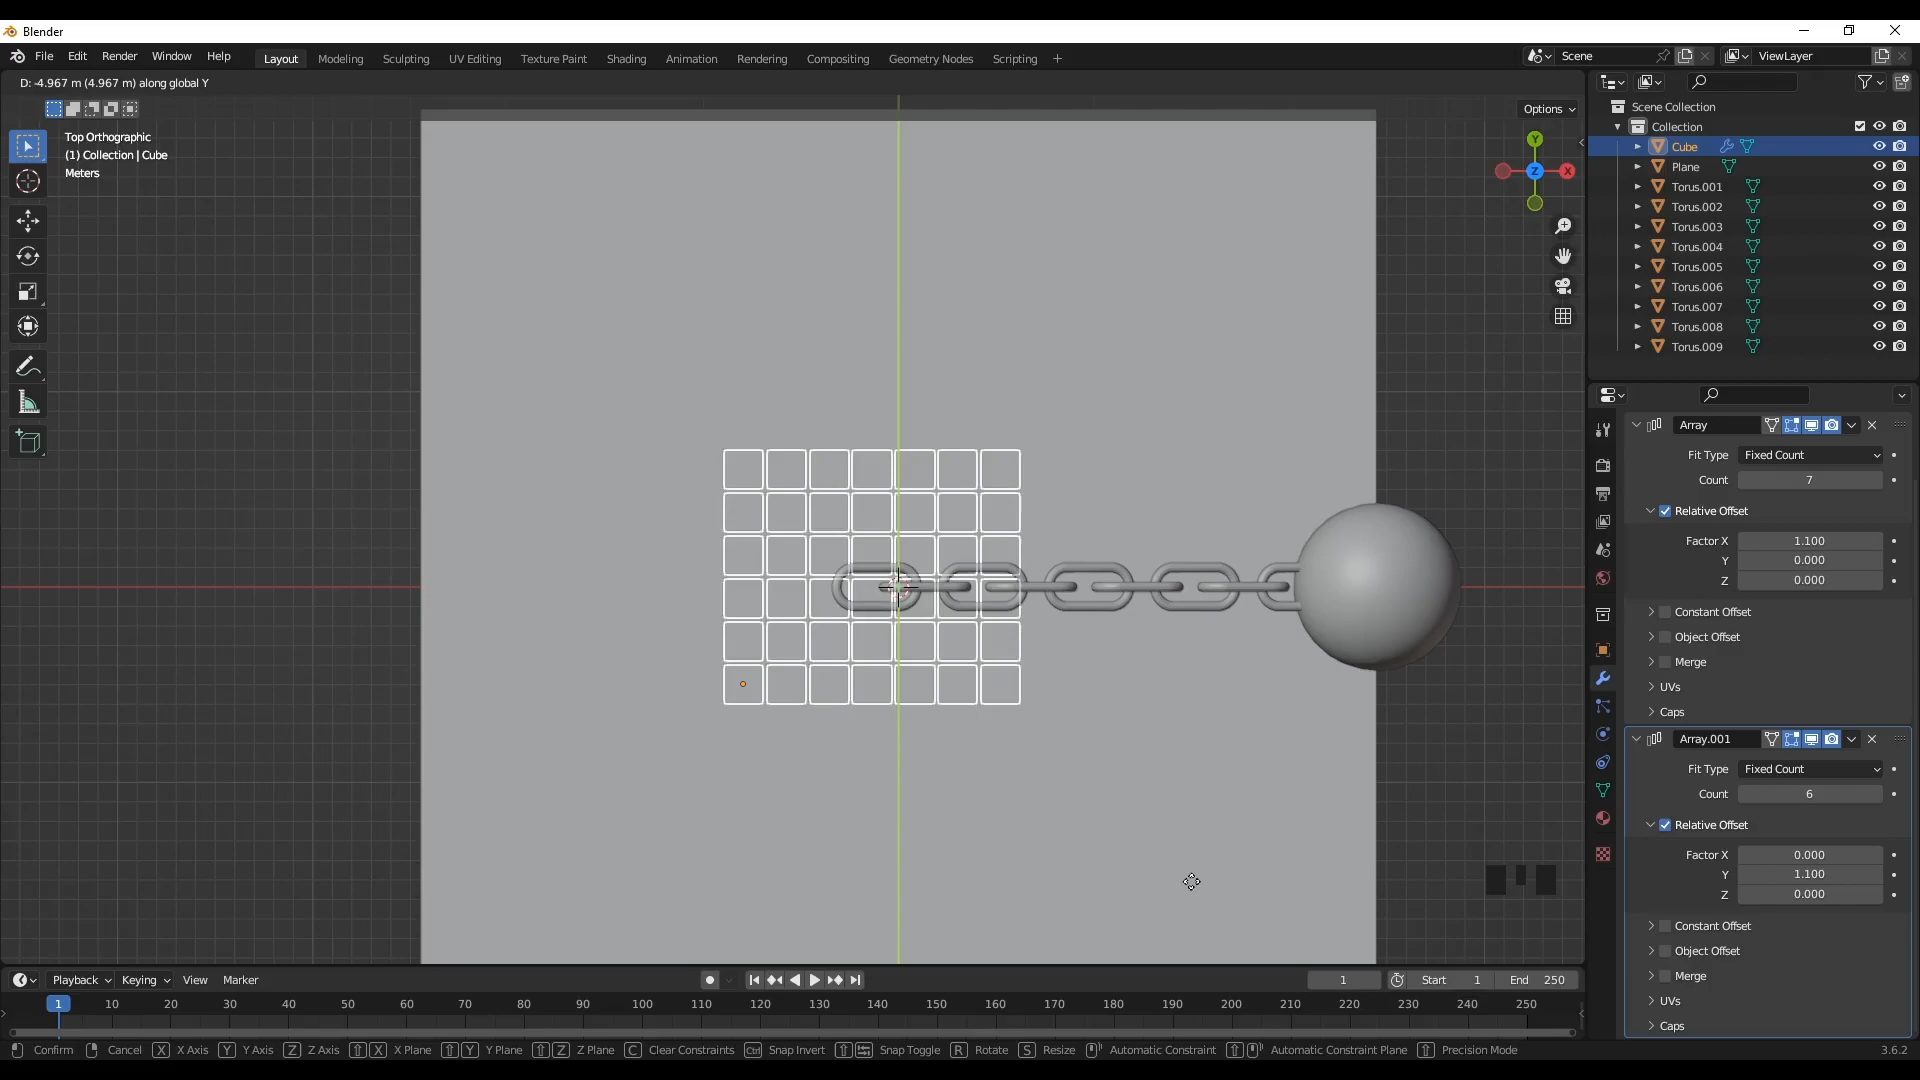 Blender
File Edit Render Window Help Layout Modeling Sculpting UV Editing Texture Paint Shading Animation Rendering Compositing Geometry Nodes Scripting + Scene ViewLayer
D: -4.967 m (4.967 m) along global Y
Options
Top Orthographic
(1) Collection | Cube
Meters
Y
X
Z
Scene Collection
Collection
Cube
Plane
Torus.001
Torus.002
Torus.003
Torus.004
Torus.005
Torus.006
Torus.007
Torus.008
Torus.009
Array
Fit Type Fixed Count
Count 7
Relative Offset
Factor X 1.100
Y 0.000
Z 0.000
Constant Offset
Object Offset
Merge
UVs
Caps
Array.001
Fit Type Fixed Count
Count 6
Relative Offset
Factor X 0.000
Y 1.100
Z 0.000
Constant Offset
Object Offset
Merge
UVs
Caps
Playback Keying View Marker 1 Start 1 End 250
1 10 20 30 40 50 60 70 80 90 100 110 120 130 140 150 160 170 180 190 200 210 220 230 240 250
Confirm Cancel X X Axis Y Y Axis Z Z Axis X X Plane Y Y Plane Z Z Plane C Clear Constraints Ctrl Snap Invert Snap Toggle R Rotate S Resize Automatic Constraint Automatic Constraint Plane Precision Mode 3.6.2